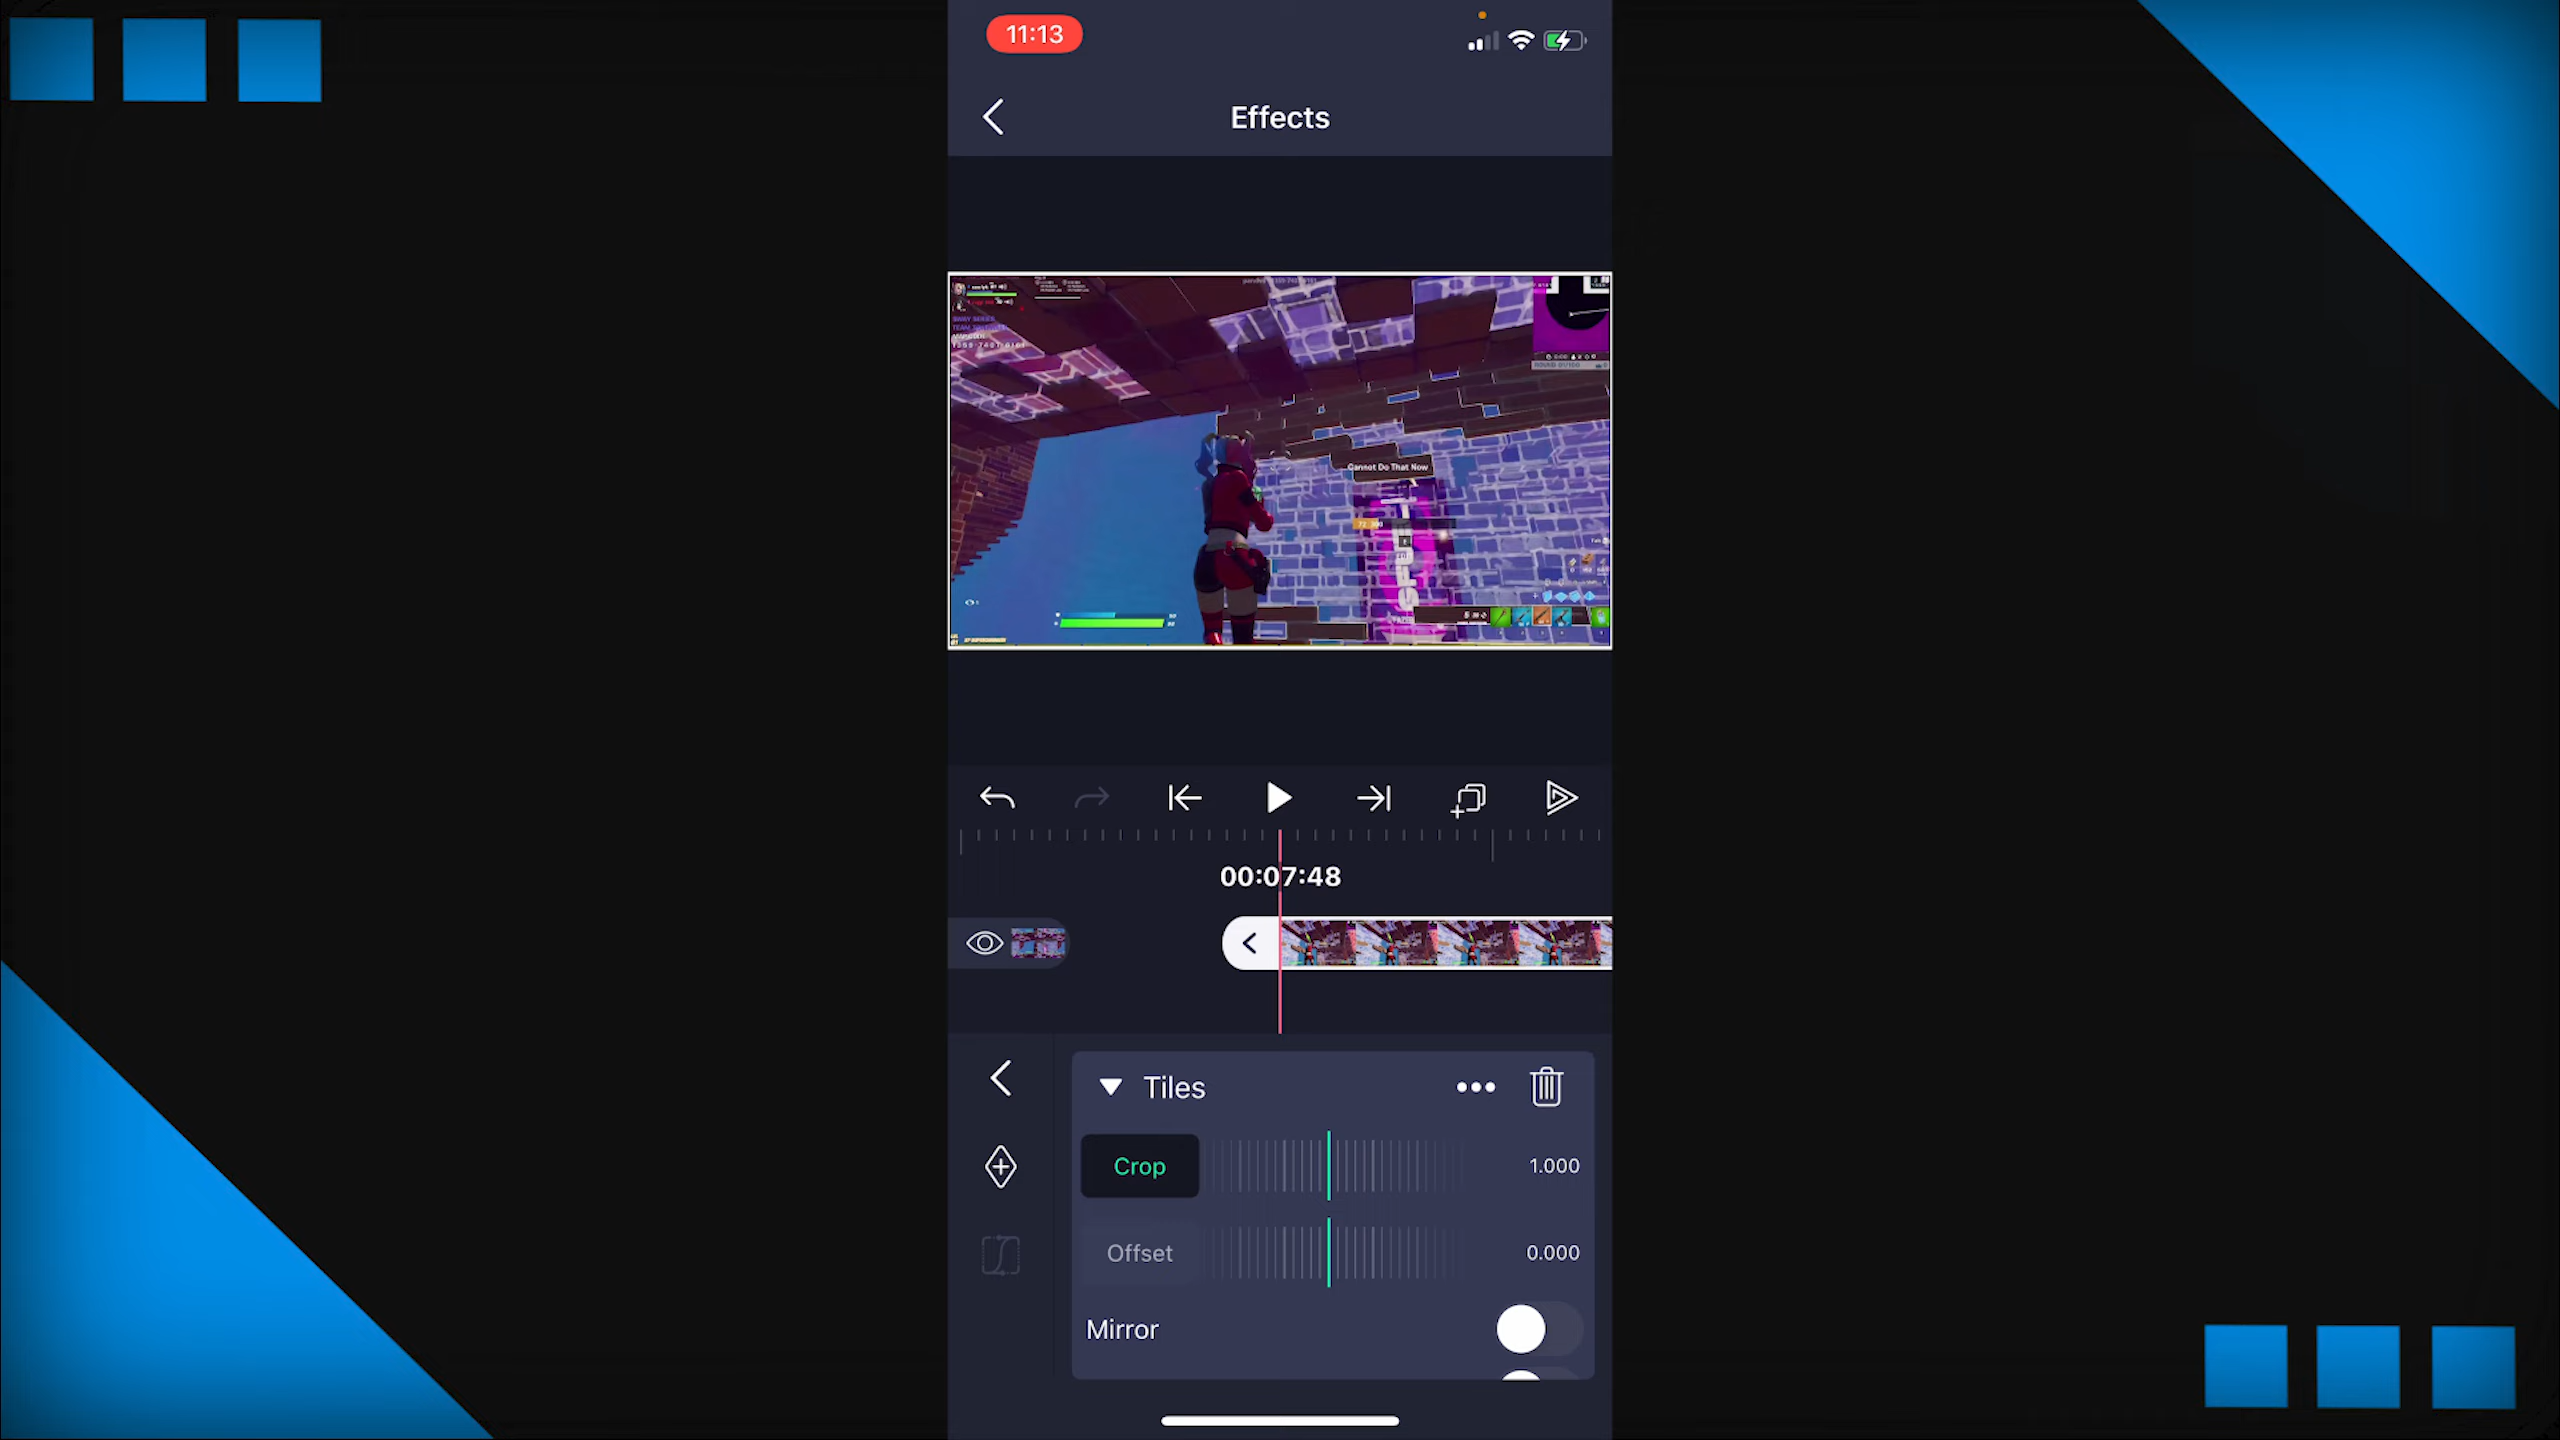 11:13
Effects
Cannot Do That Now
00:07:48
Tiles
Crop
1.000
Offset
0.000
Mirror